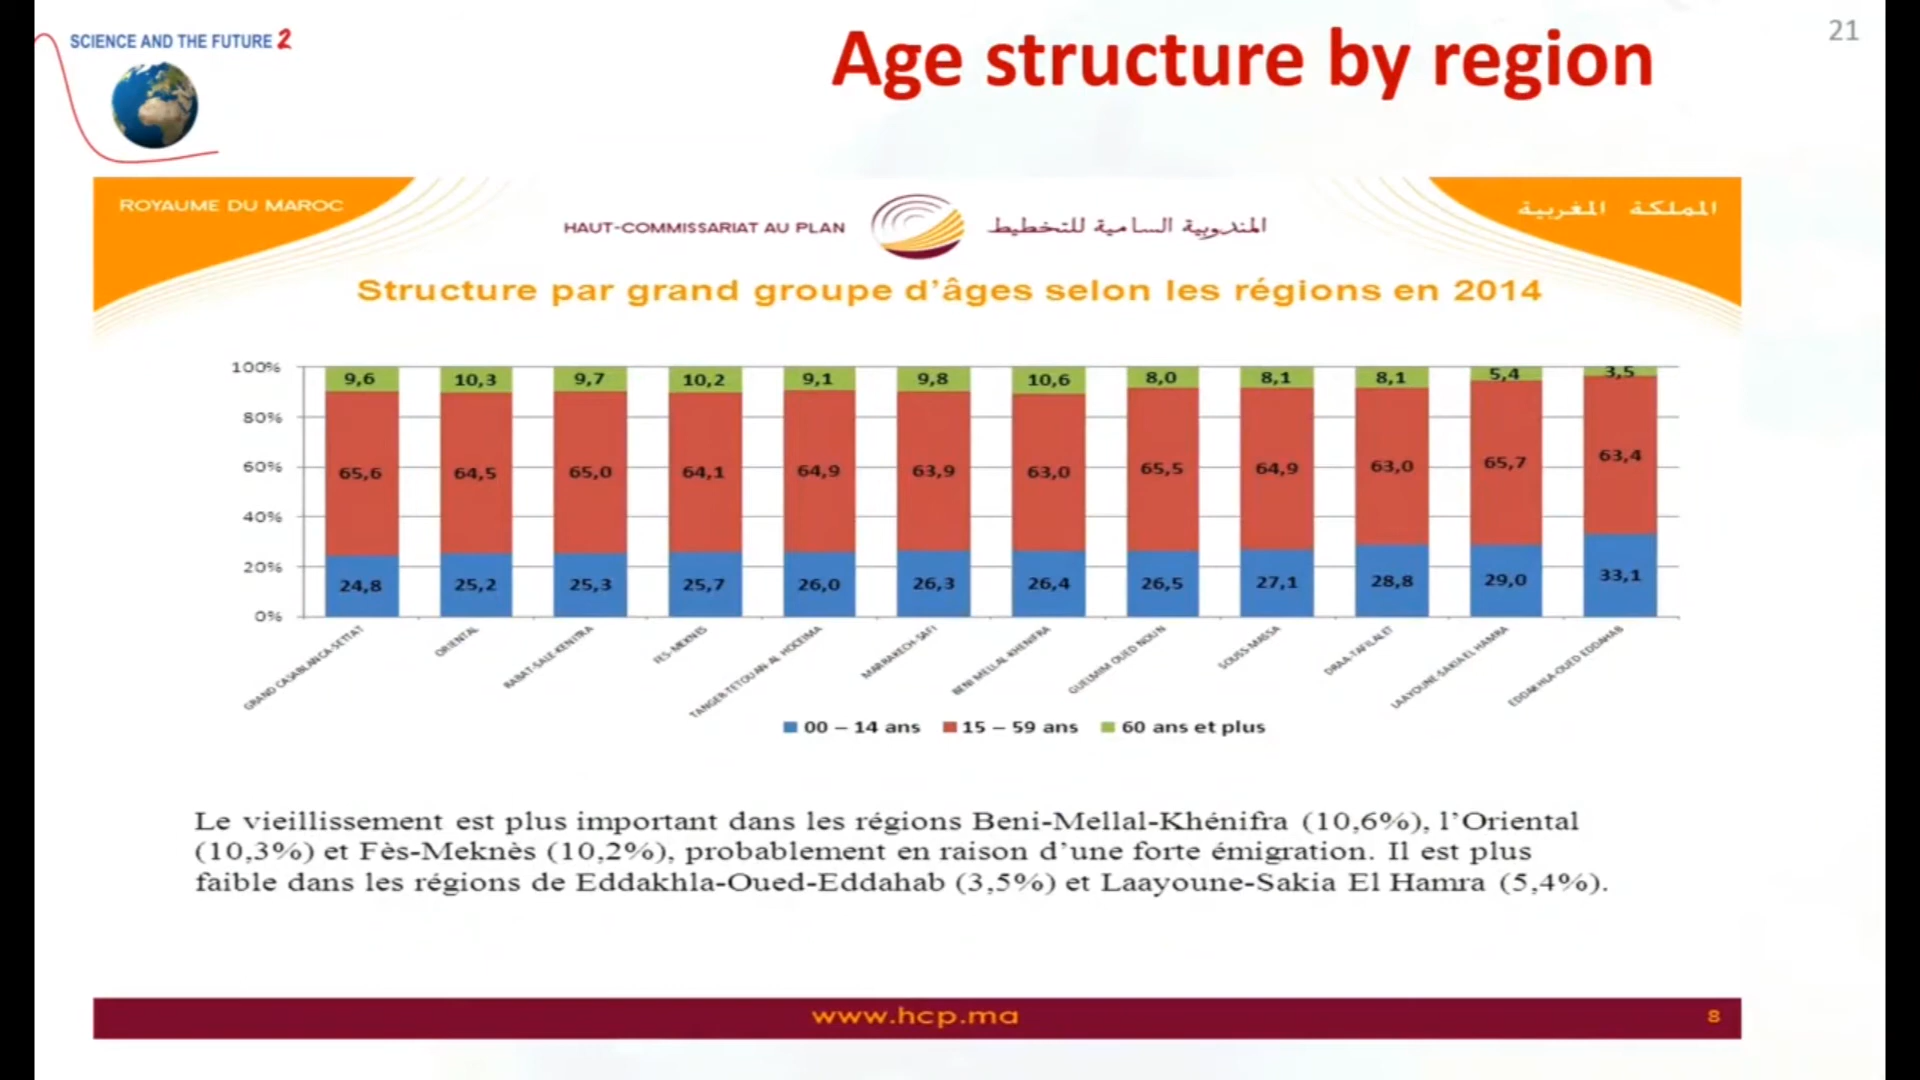 SCIENCE AND THE FUTURE 2
Age structure by region
21
ROYAUME DU MAROC
HAUT-COMMISSARIAT AU PLAN
المندوبية السامية للتخطيط
المملكة المغربية
Structure par grand groupe d'âges selon les régions en 2014
100%
80%
60%
40%
20%
0%
9,6 10,3 9,7 10,2 9,1 9,8 10,6 8,0 8,1 8,1 5,4 3,5
65,6 64,5 65,0 64,1 64,9 63,9 63,0 65,5 64,9 63,0 65,7 63,4
24,8 25,2 25,3 25,7 26,0 26,3 26,4 26,5 27,1 28,8 29,0 33,1
GRAND CASABLANCA-SETTAT
ORIENTAL
RABAT-SALE-KENITRA
FES-MEKNES
TANGER-TETOUAN-AL HOCEIMA
MARRAKECH-SAFI
BENI MELLAL-KHENIFRA
GUELMIM OUED NOUN
SOUSS-MASSA
DRAA-TAFILALET
LAAYOUNE-SAKIA EL HAMRA
EDDAKHLA-OUED EDDAHAB
00 – 14 ans 15 – 59 ans 60 ans et plus
Le vieillissement est plus important dans les régions Beni-Mellal-Khénifra (10,6%), l'Oriental
(10,3%) et Fès-Meknès (10,2%), probablement en raison d'une forte émigration. Il est plus
faible dans les régions de Eddakhla-Oued-Eddahab (3,5%) et Laayoune-Sakia El Hamra (5,4%).
www.hcp.ma
8